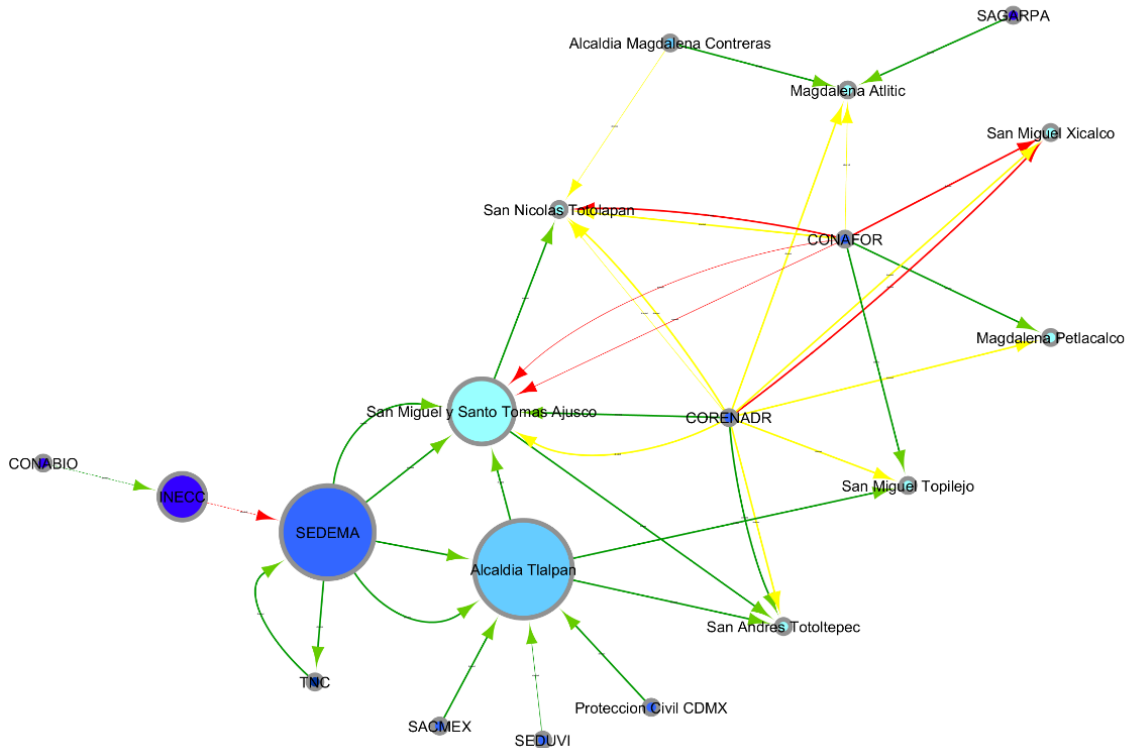 SAGARPA
Alcaldia Magdalena Contreras
Magdalena Atlitic
San Miguel Xicalco
San Nicolas Totolapan
CONAFOR
Magdalena Petlacalco
San Miguel y Santo Tomas Ajusco
CORENADR
CONABIO
San Miguel Topilejo
INECC
SEDEMA
Alcaldia Tlalpan
San Andres Totoltepec
TNC
Proteccion Civil CDMX
SACMEX
SEDUVI